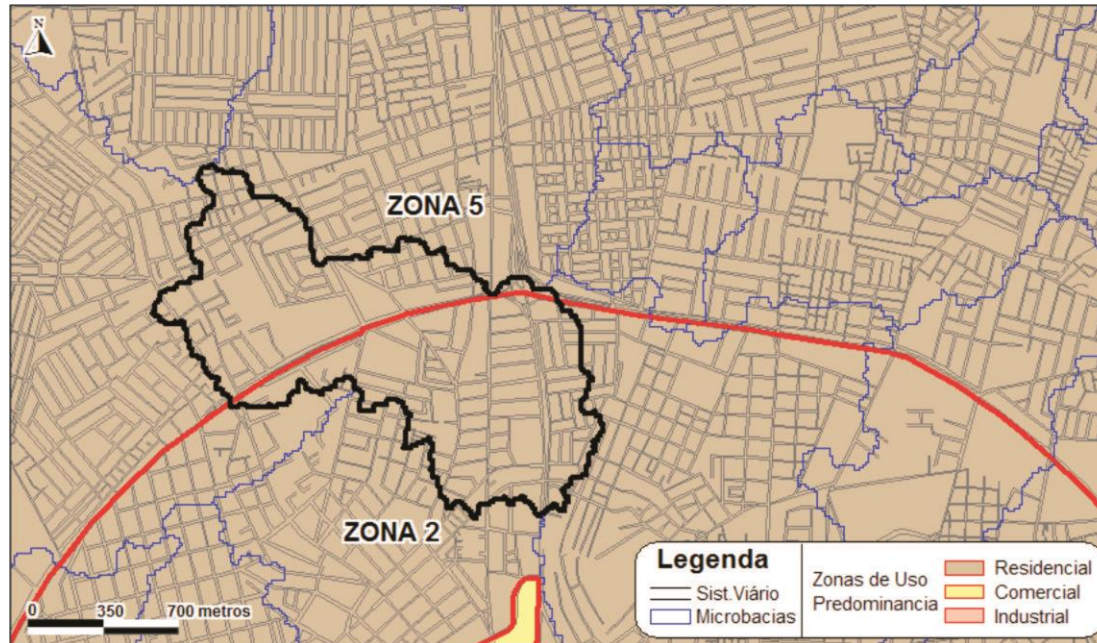 N
ZONA 5
ZONA 2
0 350 700 metros
Legenda
Sist.Viário
Microbacias
Zonas de Uso
Predominancia
Residencial
Comercial
Industrial